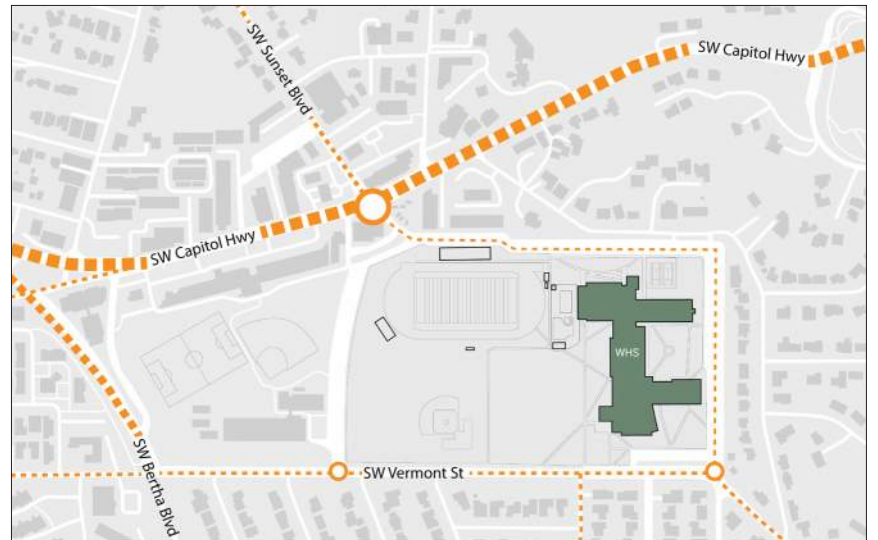 SW Sunset Blvd
SW Capitol Hwy
SW Capitol Hwy
WHS
SW Bertha Blvd
SW Vermont St